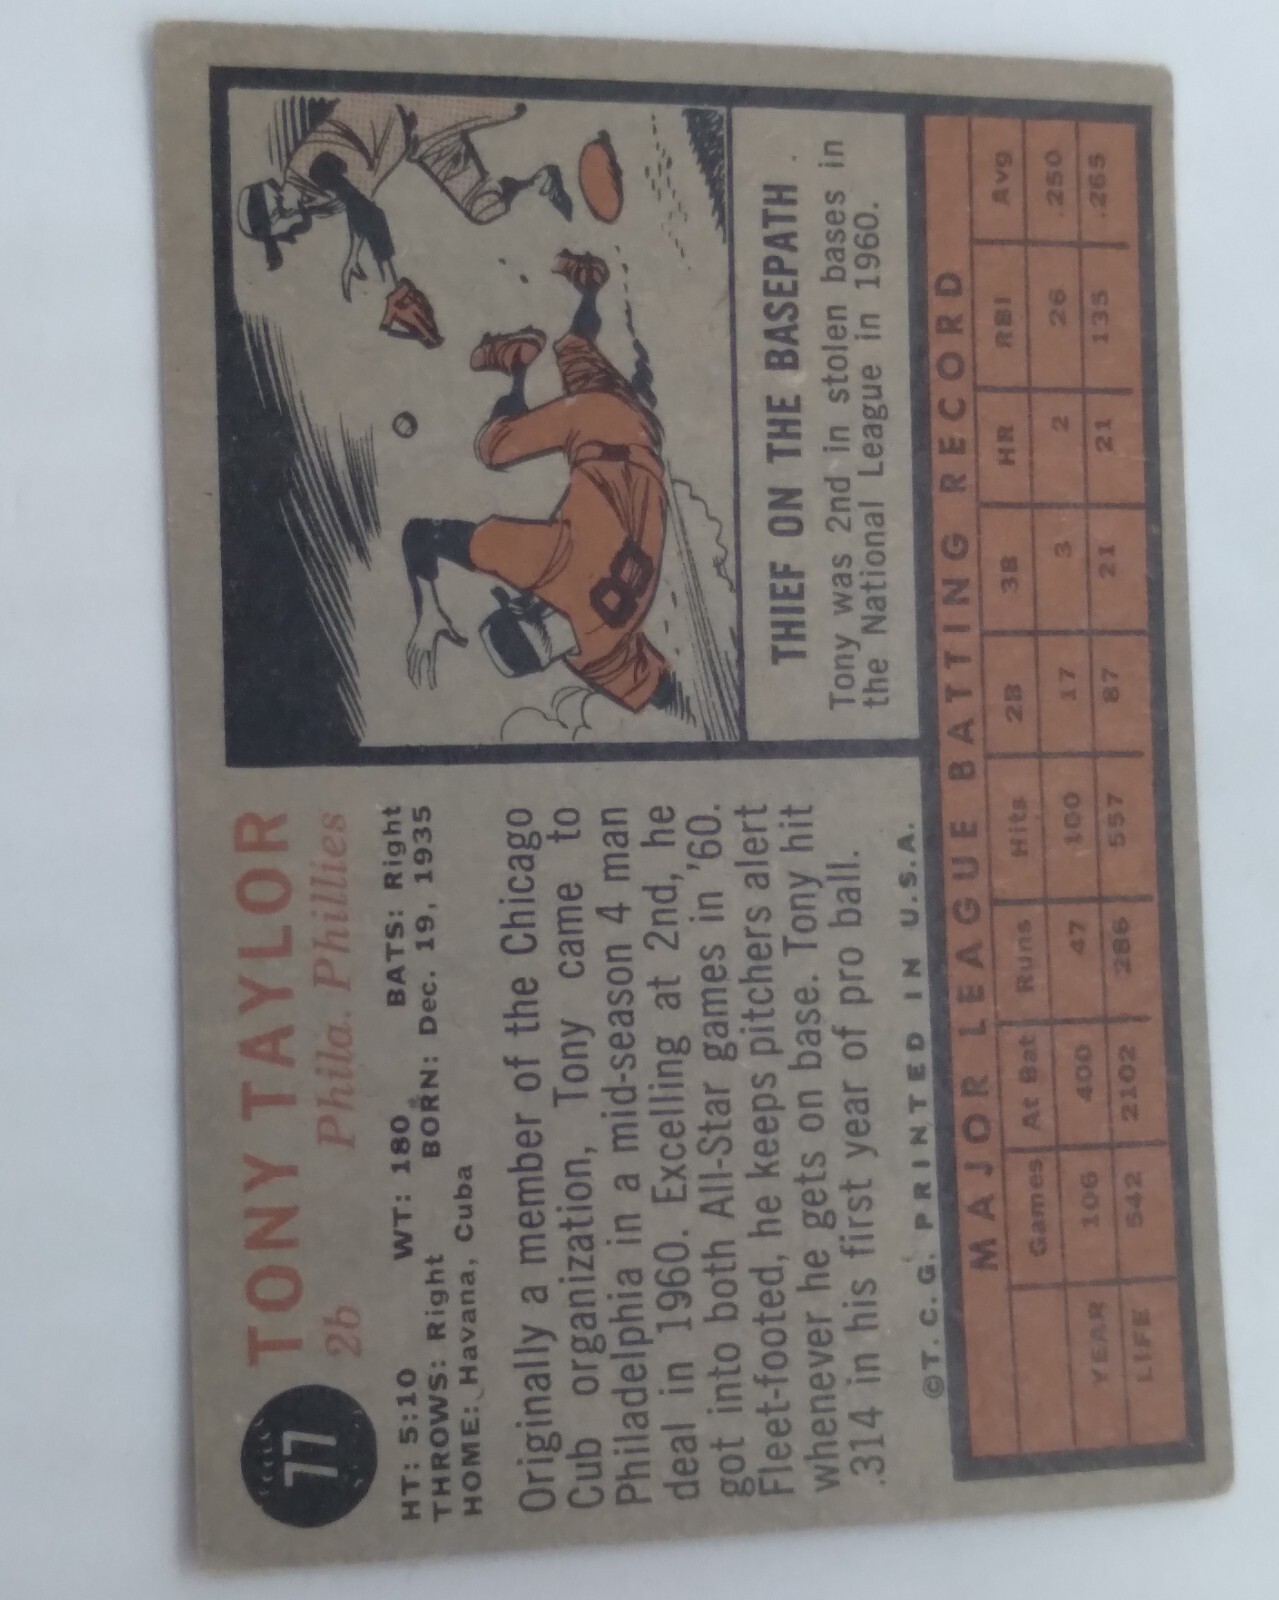 77
TONY TAYLOR
2b Phila. Phillies
HT: 5:10 WT: 180 BATS: Right
THROWS: Right BORN: Dec. 19, 1935
HOME: Havana, Cuba
Originally a member of the Chicago
Cub organization, Tony came to
Philadelphia in a mid-season 4 man
deal in 1960. Excelling at 2nd, he
got into both All-Star games in '60.
Fleet-footed, he keeps pitchers alert
whenever he gets on base. Tony hit
.314 in his first year of pro ball.
©T.C.G. PRINTED IN U.S.A.
8
THIEF ON THE BASEPATH
Tony was 2nd in stolen bases in
the National League in 1960.
MAJOR LEAGUE BATTING RECORD
Games At Bat Runs Hits 2B 3B HR RBI Avg
YEAR 106 400 47 100 17 3 2 26 .250
LIFE 542 2102 286 557 87 21 21 135 .265